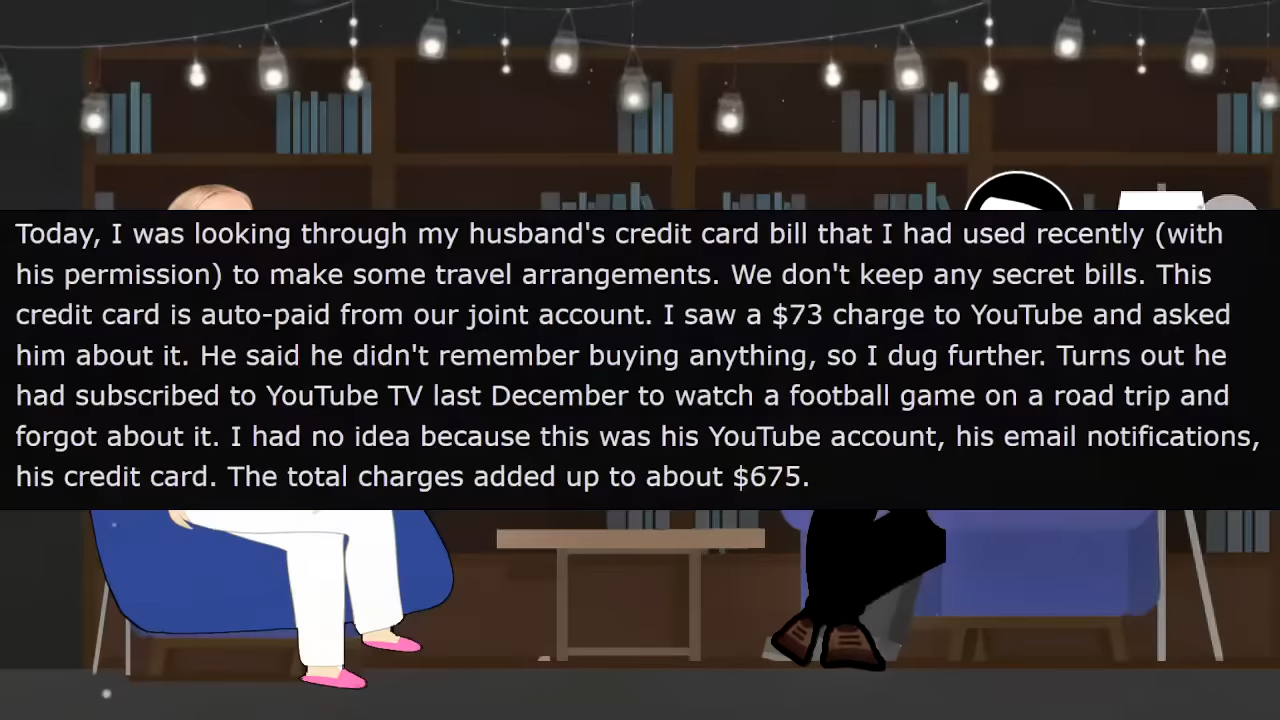 Today, I was looking through my husband's credit card bill that I had used recently (with
his permission) to make some travel arrangements. We don't keep any secret bills. This
credit card is auto-paid from our joint account. I saw a $73 charge to YouTube and asked
him about it. He said he didn't remember buying anything, so I dug further. Turns out he
had subscribed to YouTube TV last December to watch a football game on a road trip and
forgot about it. I had no idea because this was his YouTube account, his email notifications,
his credit card. The total charges added up to about $675.